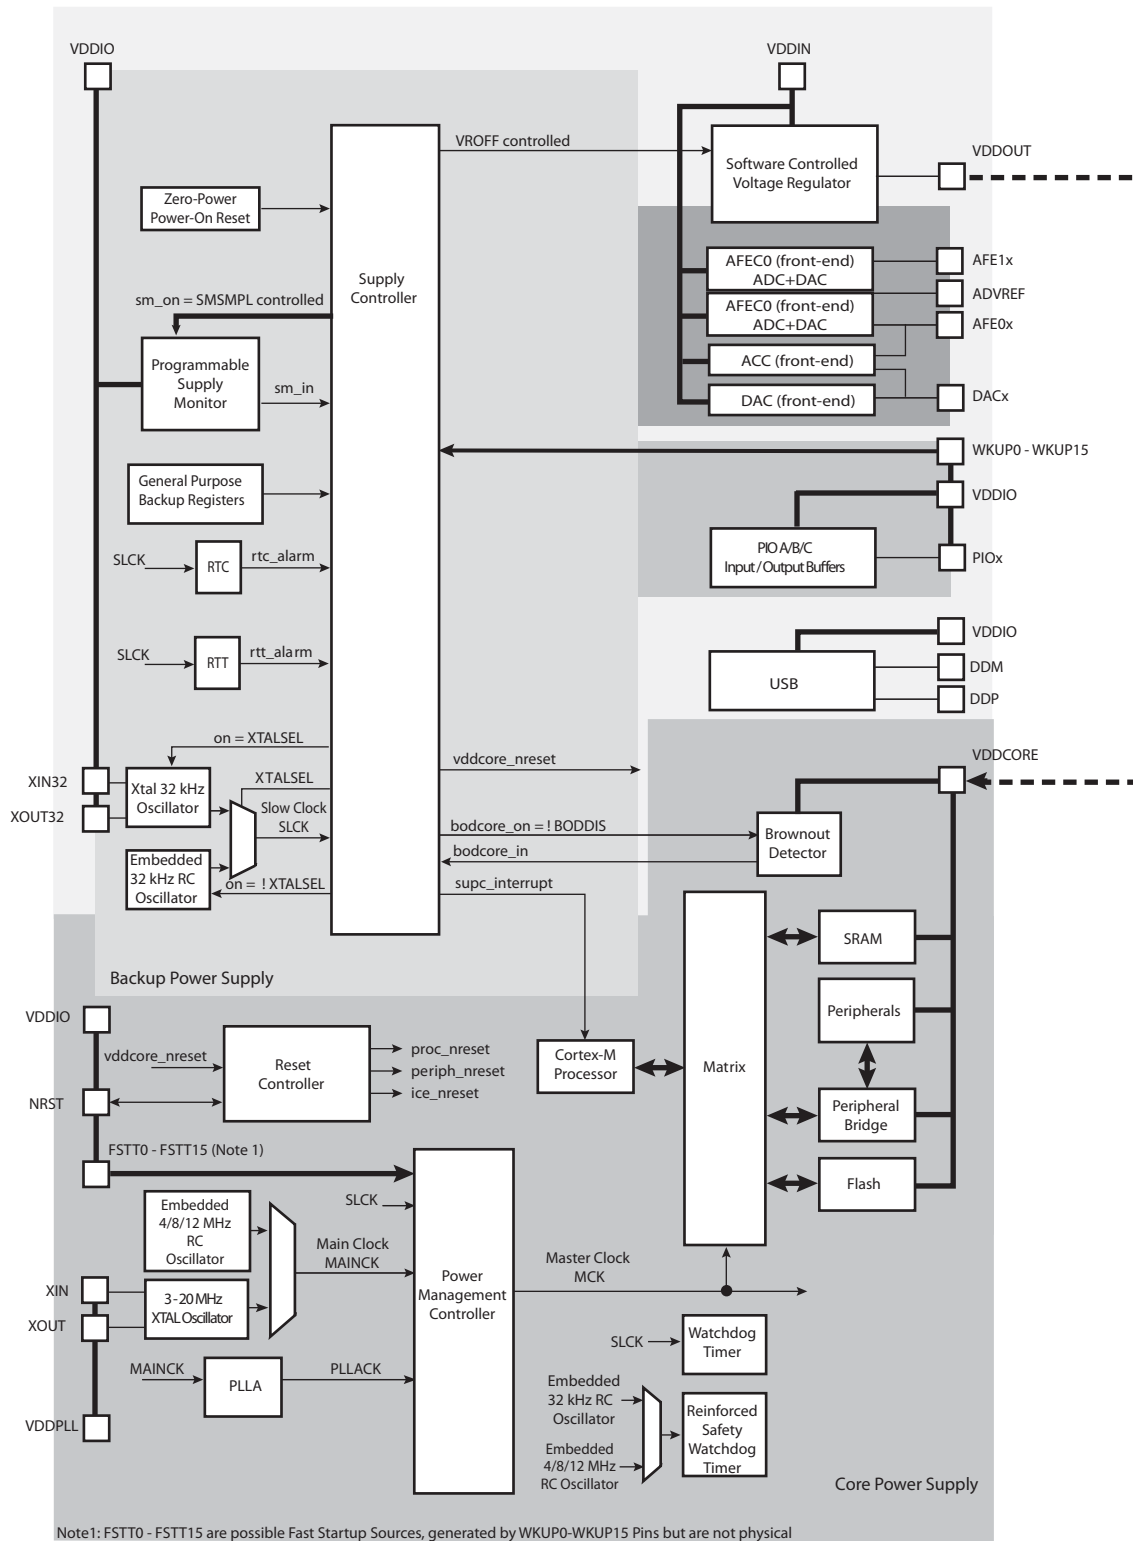 VDDIO
VDDIN
VROFF controlled
Software Controlled
Voltage Regulator
VDDOUT
Zero-Power
Power-On Reset
Supply
Controller
AFEC0 (front-end)
ADC+DAC
AFE1x
ADVREF
sm_on = SMSMPL controlled
AFEC0 (front-end)
ADC+DAC
AFE0x
Programmable
Supply
Monitor
sm_in
ACC (front-end)
DAC (front-end)
DACx
WKUP0 - WKUP15
General Purpose
Backup Registers
VDDIO
PIO A/B/C
Input / Output Buffers
PIOx
SLCK
RTC
rtc_alarm
SLCK
RTT
rtt_alarm
VDDIO
USB
DDM
DDP
on = XTALSEL
vddcore_nreset
VDDCORE
XIN32
XOUT32
Xtal 32 kHz
Oscillator
XTALSEL
Slow Clock
SLCK
bodcore_on = ! BODDIS
bodcore_in
Brownout
Detector
Embedded
32 kHz RC
Oscillator
on = ! XTALSEL
supc_interrupt
Backup Power Supply
SRAM
Peripherals
VDDIO
vddcore_nreset
Reset
Controller
proc_nreset
periph_nreset
ice_nreset
Cortex-M
Processor
Matrix
NRST
Peripheral
Bridge
FSTT0 - FSTT15 (Note 1)
Flash
SLCK
Embedded
4/8/12 MHz
RC
Oscillator
Main Clock
MAINCK
Power
Management
Controller
Master Clock
MCK
XIN
XOUT
3-20 MHz
XTAL Oscillator
SLCK
Watchdog
Timer
MAINCK
PLLA
PLLACK
VDDPLL
Embedded
32 kHz RC
Oscillator
Embedded
4/8/12 MHz
RC Oscillator
Reinforced
Safety
Watchdog
Timer
Core Power Supply
Note1: FSTT0 - FSTT15 are possible Fast Startup Sources, generated by WKUP0-WKUP15 Pins but are not physical